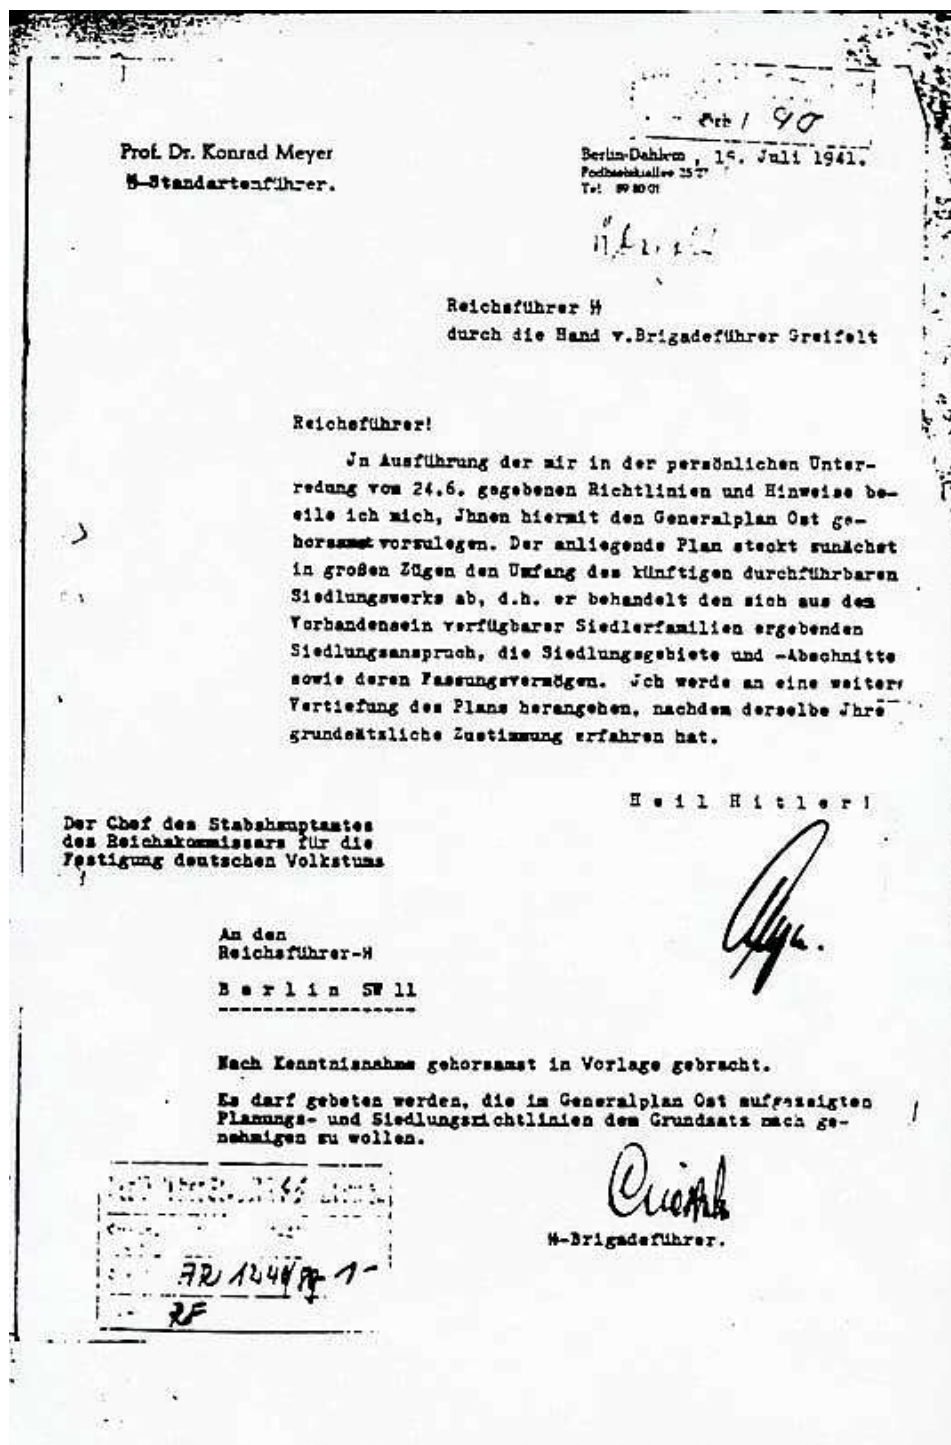 Prof. Dr. Konrad Meyer
ᛋᛋ-Standartenführer.
90
Berlin-Dahlem, 15. Juli 1941.
Tel
Reichsführer ᛋᛋ
durch die Hand v.Brigadeführer Greifelt
Reichsführer!
Jn Ausführung der mir in der persönlichen Unter-
redung vom 24.6. gegebenen Richtlinien und Hinweise be-
eile ich mich, Jhnen hiermit den Generalplan Ost ge-
horsamst vorzulegen. Der anliegende Plan steckt zunächst
in großen Zügen den Umfang des künftigen durchführbaren
Siedlungswerks ab, d.h. er behandelt den sich aus dem
Vorhandensein verfügbarer Siedlerfamilien ergebenden
Siedlungsanspruch, die Siedlungsgebiete und -Abschnitte
sowie deren Fassungsvermögen. Jch werde an eine weitere
Vertiefung des Plans herangehen, nachdem derselbe Jhre
grundsätzliche Zustimmung erfahren hat.
H e i l H i t l e r !
Der Chef des Stabshauptamtes
des Reichskommissars für die
Festigung deutschen Volkstums
An den
Reichsführer-ᛋᛋ
B e r l i n SW 11
Nach Kenntnisnahme gehorsamst in Vorlage gebracht.
Es darf gebeten werden, die im Generalplan Ost aufgezeigten
Planungs- und Siedlungsrichtlinien dem Grundsatz nach ge-
nehmigen zu wollen.
ᛋᛋ-Brigadeführer.
RF